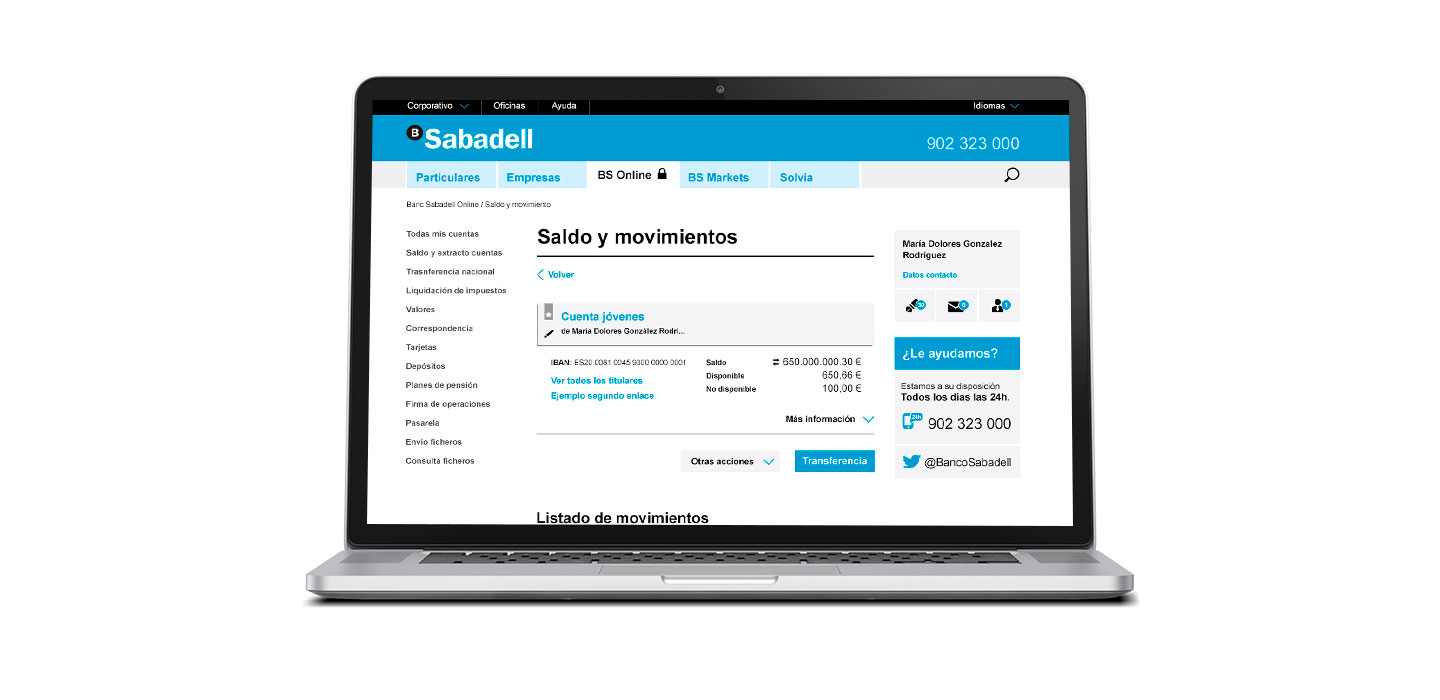 Corporativo Oficinas Ayuda Idiomas
B Sabadell 902 323 000
Particulares Empresas BS Online BS Markets Solvia
Banc Sabadell Online / Saldo y movimiento
Todas mis cuentas
Saldo y extracto cuentas
Trasnferencia nacional
Liquidación de impuestos
Valores
Correspondencia
Tarjetas
Depósitos
Planes de pensión
Firma de operaciones
Pasarela
Envío ficheros
Consulta ficheros
Saldo y movimientos
Volver
Cuenta jóvenes
de María Dolores González Rodri...
IBAN: ES20 0081 0045 9300 0000 0001
Ver todos los titulares
Ejemplo segundo enlace
Saldo 650.000.000.30 €
Disponible 650,66 €
No disponible 100,00 €
Más información
Otras acciones Transferencia
Listado de movimientos
María Dolores Gonzalez
Rodríguez
Datos contacto
¿Le ayudamos?
Estamos a su disposición
Todos los días las 24h.
24h 902 323 000
@BancoSabadell